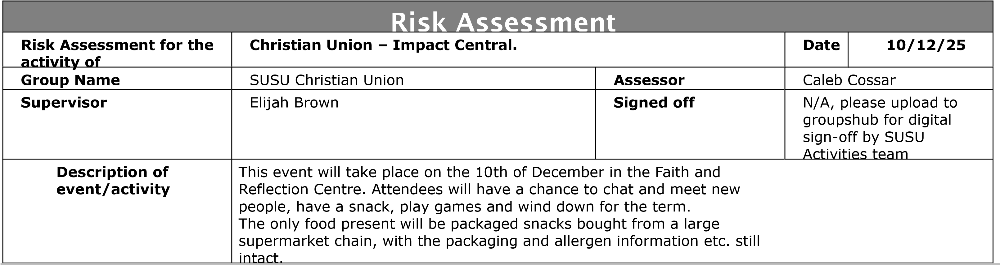 Risk Assessment
Risk Assessment for the
activity of
Christian Union – Impact Central.
Date
10/12/25
Group Name
SUSU Christian Union
Assessor
Caleb Cossar
Supervisor
Elijah Brown
Signed off
N/A, please upload to
groupshub for digital
sign-off by SUSU
Activities team
Description of
event/activity
This event will take place on the 10th of December in the Faith and
Reflection Centre. Attendees will have a chance to chat and meet new
people, have a snack, play games and wind down for the term.
The only food present will be packaged snacks bought from a large
supermarket chain, with the packaging and allergen information etc. still
intact.